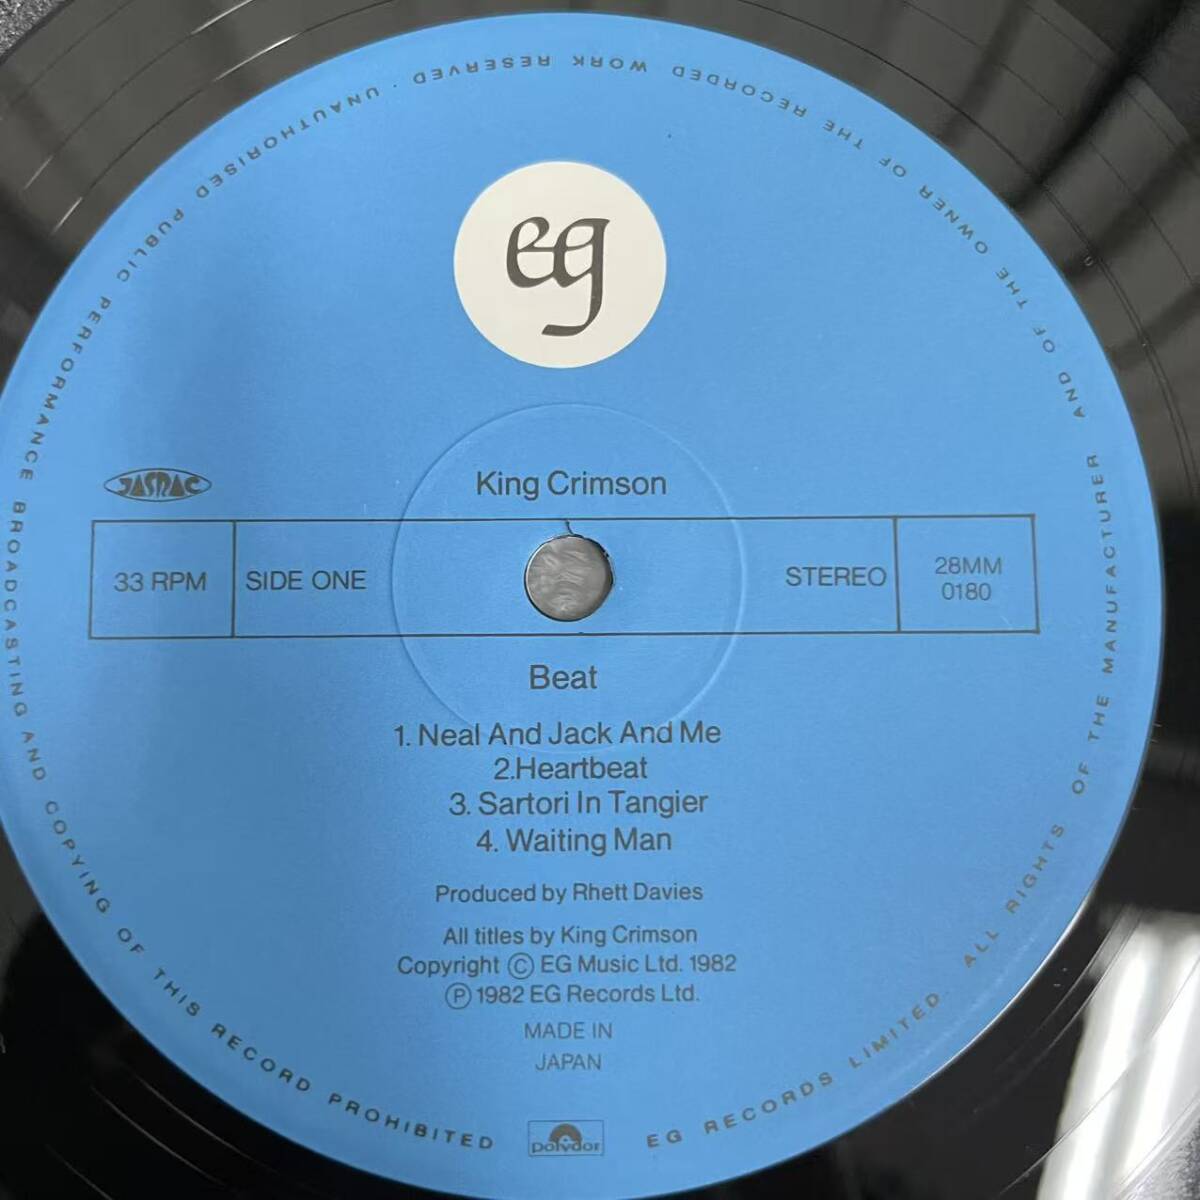 eg
JASRAC
King Crimson
33 RPM
SIDE ONE
STEREO
28MM
0180
Beat
1. Neal And Jack And Me
2.Heartbeat
3. Sartori In Tangier
4. Waiting Man
Produced by Rhett Davies
All titles by King Crimson
Copyright Ⓒ EG Music Ltd. 1982
Ⓟ 1982 EG Records Ltd.
MADE IN
JAPAN
polydor
EG RECORDS LIMITED. ALL RIGHTS OF THE MANUFACTURER AND OF THE OWNER OF THE RECORDED WORK RESERVED · UNAUTHORISED PUBLIC PERFORMANCE BROADCASTING AND COPYING OF THIS RECORD PROHIBITED